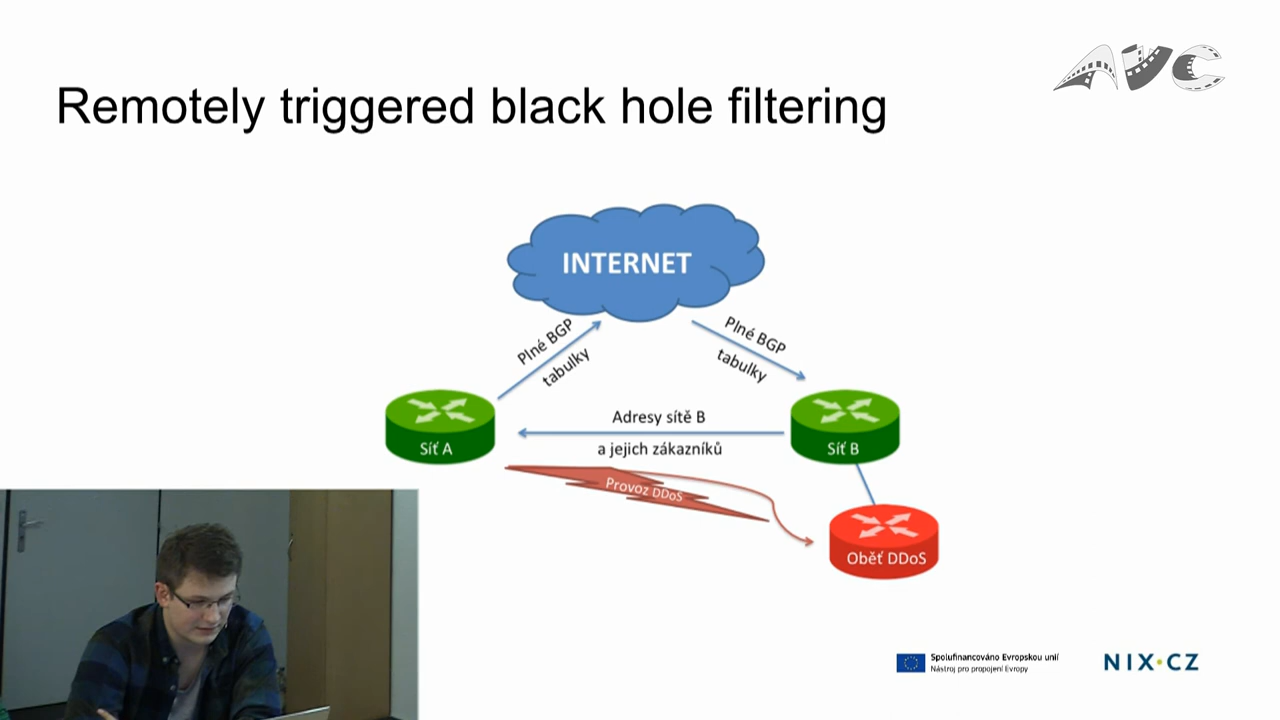 AVC
Remotely triggered black hole filtering
INTERNET
Plné BGP
tabulky
Plné BGP
tabulky
Adresy sítě B
a jejich zákazníků
Síť A
Síť B
Provoz DDoS
Oběť DDoS
Spolufinancováno Evropskou unií
Nástroj pro propojení Evropy
NIX·CZ